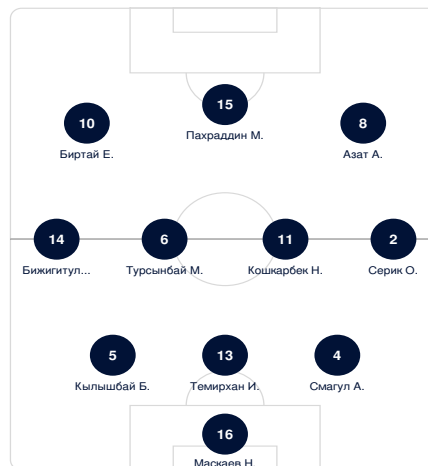 15
10
8
Пахраддин М.
Биртай Е.
Азат А.
14
6
11
2
Бижигитул...
Турсынбай М.
Кошкарбек Н.
Серик О.
5
13
4
Кылышбай Б.
Темирхан И.
Смагул А.
16
Маскаев Н.